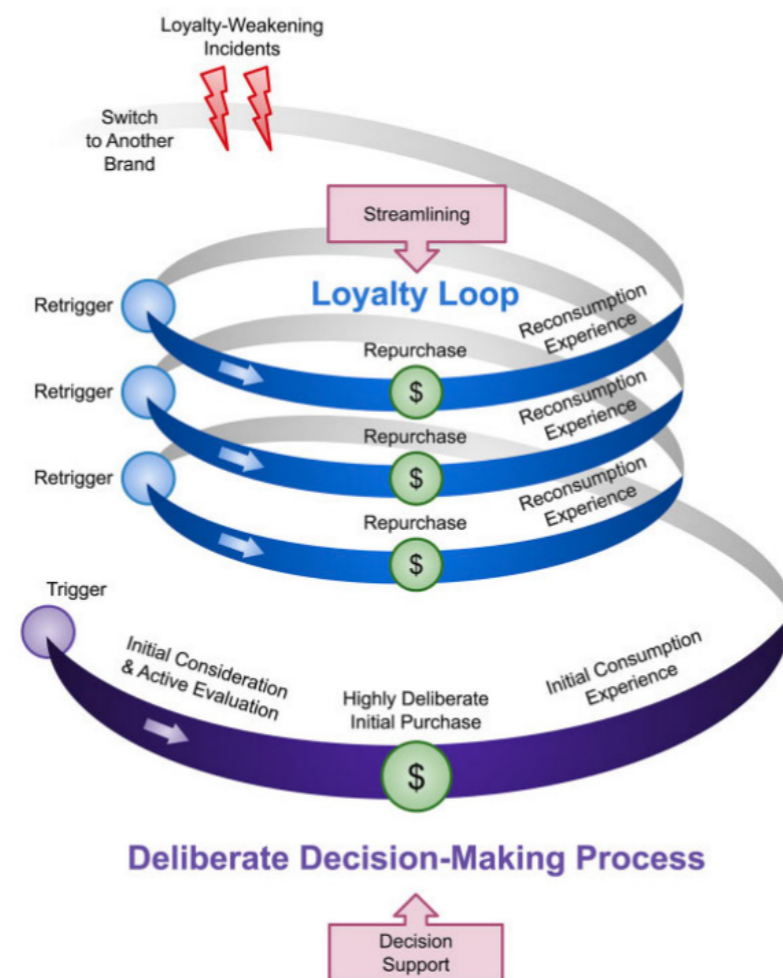 Loyalty-Weakening
Incidents
Switch
to Another
Brand
Streamlining
Loyalty Loop
Retrigger
Reconsumption
Experience
Repurchase
$
Retrigger
Reconsumption
Experience
Repurchase
$
Retrigger
Reconsumption
Experience
Repurchase
$
Trigger
Initial Consideration
& Active Evaluation
Highly Deliberate
Initial Purchase
Initial Consumption
Experience
$
Deliberate Decision-Making Process
Decision
Support